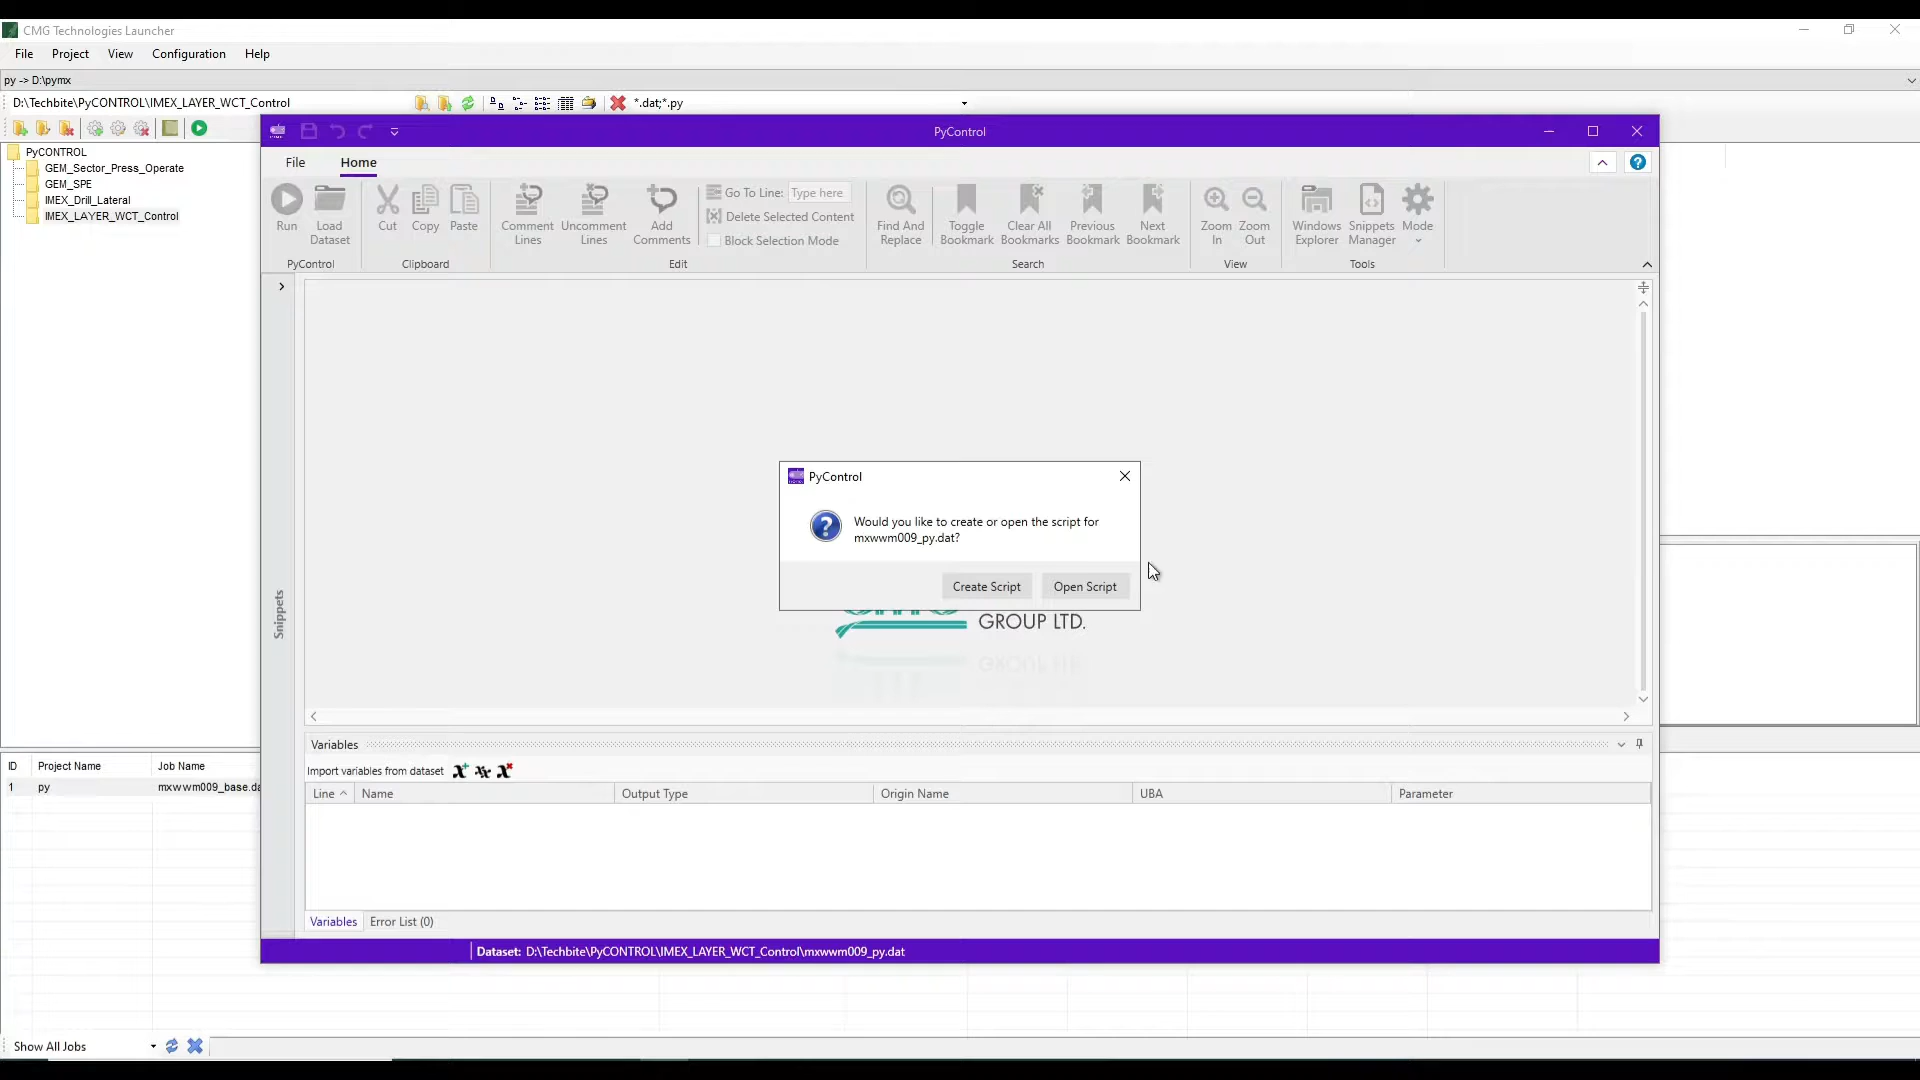 CMG Technologies Launcher
File Project View Configuration Help
py -> D:\pymx
D:\Techbite\PyCONTROL\IMEX_LAYER_WCT_Control *.dat;*.py
PyCONTROL
GEM_Sector_Press_Operate
GEM_SPE
IMEX_Drill_Lateral
IMEX_LAYER_WCT_Control
PyControl
File Home
Run
Load Dataset
PyControl
Cut Copy Paste
Clipboard
Comment Lines
Uncomment Lines
Add Comments
Go To Line: Type here
Delete Selected Content
Block Selection Mode
Edit
Find And Replace
Toggle Bookmark
Clear All Bookmarks
Previous Bookmark
Next Bookmark
Search
Zoom In
Zoom Out
View
Windows Explorer
Snippets Manager
Mode
Tools
Snippets
PyControl
Would you like to create or open the script for
mxwwm009_py.dat?
Create Script Open Script
GROUP LTD.
Variables
Import variables from dataset
Line Name Output Type Origin Name UBA Parameter
Variables Error List (0)
Dataset: D:\Techbite\PyCONTROL\IMEX_LAYER_WCT_Control\mxwwm009_py.dat
ID Project Name Job Name
1 py mxwwm009_base.da
Show All Jobs